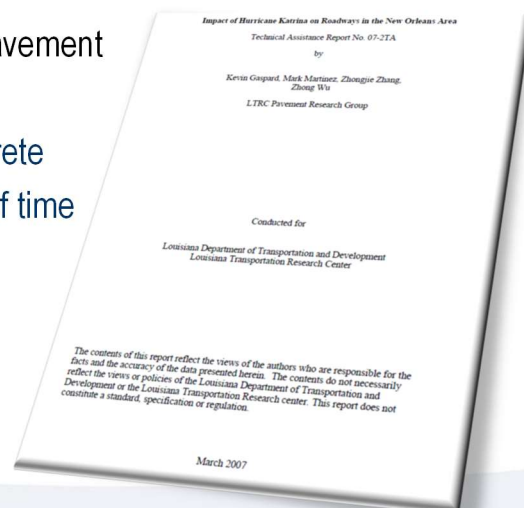 avement
rete
f time
Impact of Hurricane Katrina on Roadways in the New Orleans Area
Technical Assistance Report No. 07-2TA
by
Kevin Gaspard, Mark Martinez, Zhongjie Zhang,
Zhong Wu
LTRC Pavement Research Group
Conducted for
Louisiana Department of Transportation and Development
Louisiana Transportation Research Center
The contents of this report reflect the views of the authors who are responsible for the
facts and the accuracy of the data presented herein. The contents do not necessarily
reflect the views or policies of the Louisiana Department of Transportation and
Development or the Louisiana Transportation Research center. This report does not
constitute a standard, specification or regulation.
March 2007